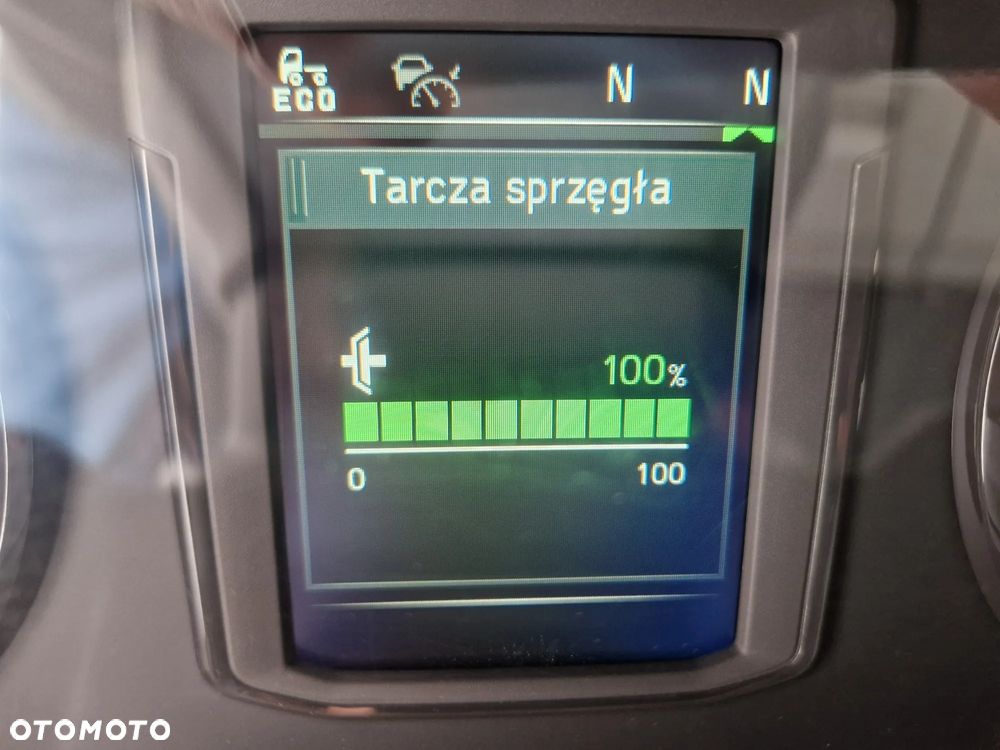 ECO N N
Tarcza sprzęgła
100%
0 100
OTOMOTO